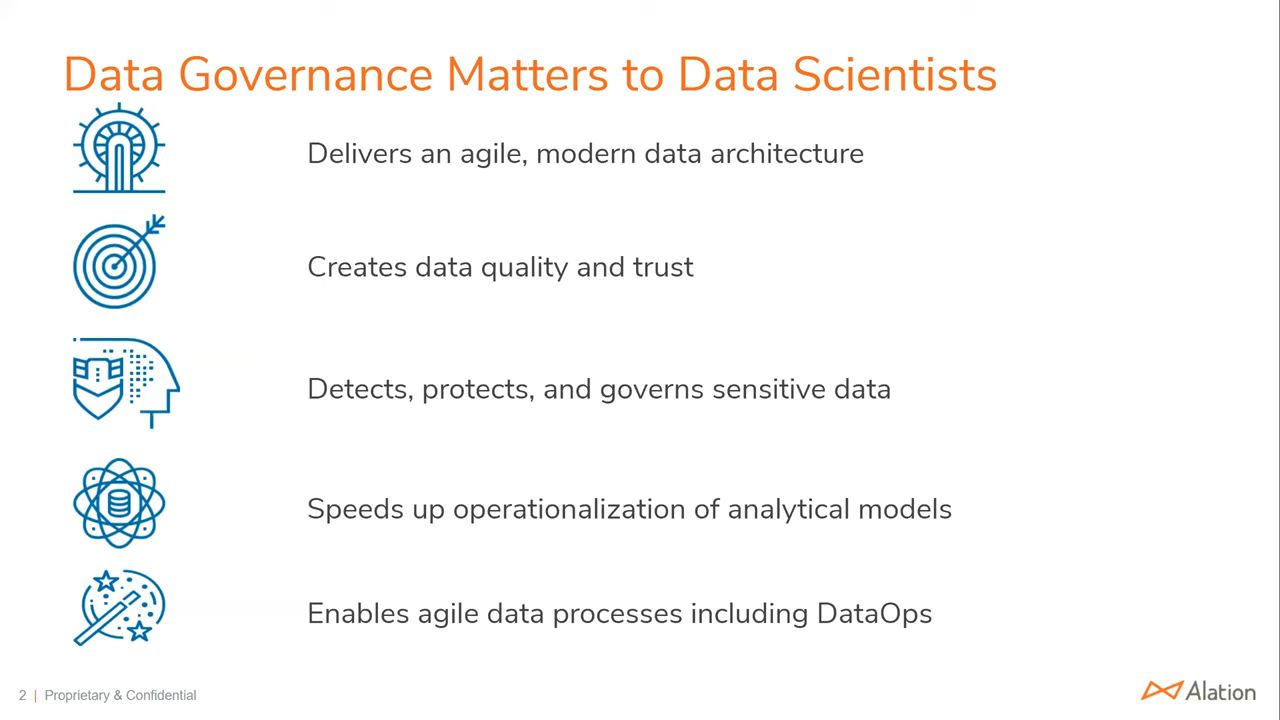 Data Governance Matters to Data Scientists
Delivers an agile, modern data architecture
Creates data quality and trust
Detects, protects, and governs sensitive data
Speeds up operationalization of analytical models
Enables agile data processes including DataOps
2 | Proprietary & Confidential
Alation